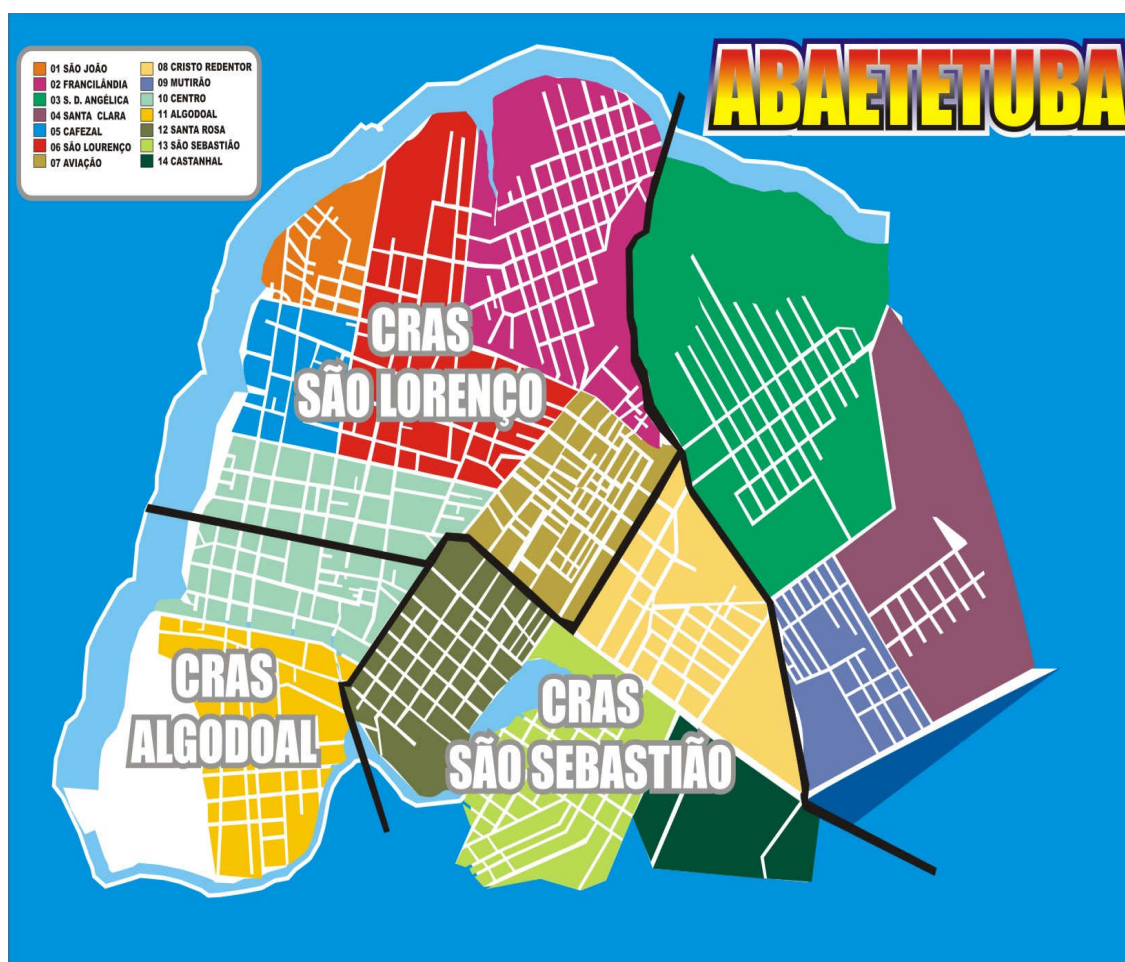 ABAETETUBA
01 SÃO JOÃO
02 FRANCILÂNDIA
03 S. D. ANGÉLICA
04 SANTA CLARA
05 CAFEZAL
06 SÃO LOURENÇO
07 AVIAÇÃO
08 CRISTO REDENTOR
09 MUTIRÃO
10 CENTRO
11 ALGODOAL
12 SANTA ROSA
13 SÃO SEBASTIÃO
14 CASTANHAL
CRAS
SÃO LORENÇO
CRAS
ALGODOAL
CRAS
SÃO SEBASTIÃO